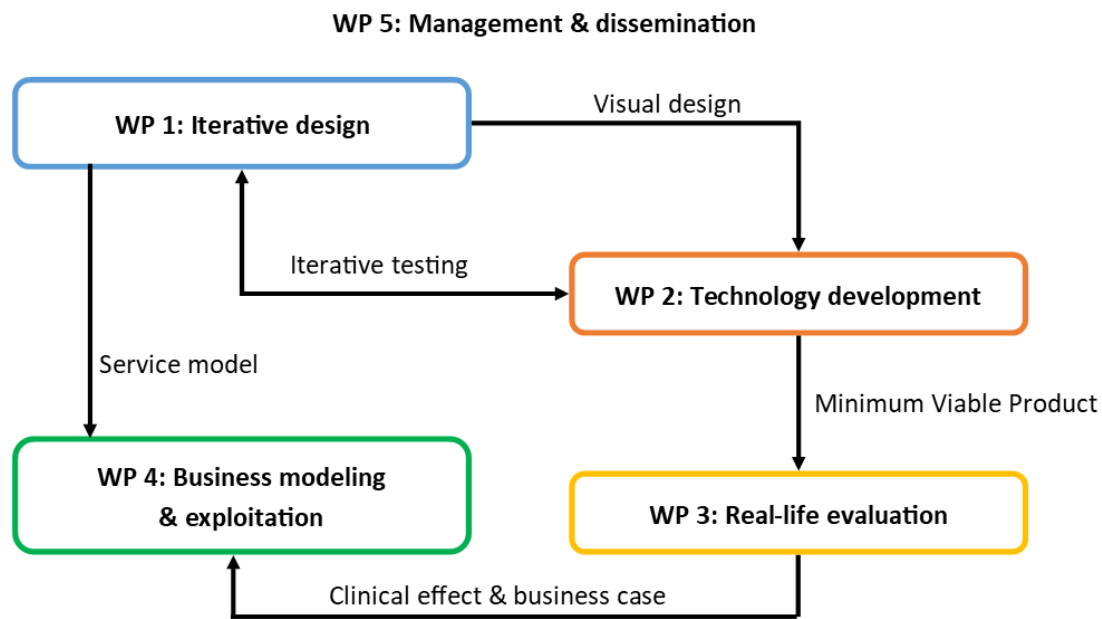 WP 5: Management & dissemination
WP 1: Iterative design
Visual design
Iterative testing
WP 2: Technology development
Service model
Minimum Viable Product
WP 4: Business modeling
& exploitation
WP 3: Real-life evaluation
Clinical effect & business case